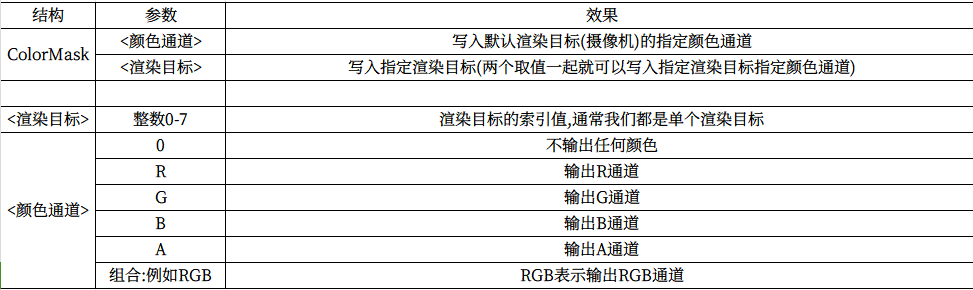 结构 参数 效果
ColorMask <颜色通道> 写入默认渲染目标(摄像机)的指定颜色通道
<渲染目标> 写入指定渲染目标(两个取值一起就可以写入指定渲染目标指定颜色通道)
<渲染目标> 整数0-7 渲染目标的索引值,通常我们都是单个渲染目标
<颜色通道> 0 不输出任何颜色
R 输出R通道
G 输出G通道
B 输出B通道
A 输出A通道
组合:例如RGB RGB表示输出RGB通道